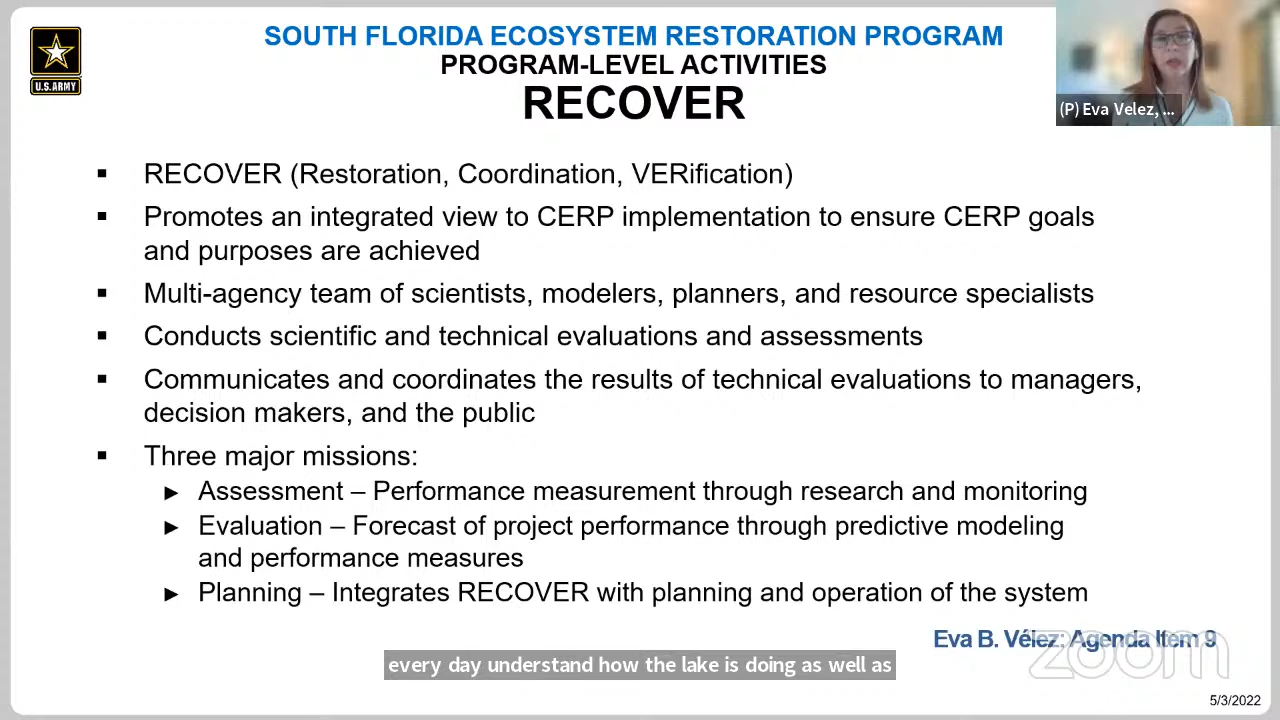 SOUTH FLORIDA ECOSYSTEM RESTORATION PROGRAM
PROGRAM-LEVEL ACTIVITIES
RECOVER
U.S.ARMY
(P) Eva Velez, ...
▪ RECOVER (Restoration, Coordination, VERification)
▪ Promotes an integrated view to CERP implementation to ensure CERP goals
and purposes are achieved
▪ Multi-agency team of scientists, modelers, planners, and resource specialists
▪ Conducts scientific and technical evaluations and assessments
▪ Communicates and coordinates the results of technical evaluations to managers,
decision makers, and the public
▪ Three major missions:
► Assessment – Performance measurement through research and monitoring
► Evaluation – Forecast of project performance through predictive modeling
and performance measures
► Planning – Integrates RECOVER with planning and operation of the system
Eva B. Vélez: Agenda Item 9
zoom
every day understand how the lake is doing as well as
5/3/2022